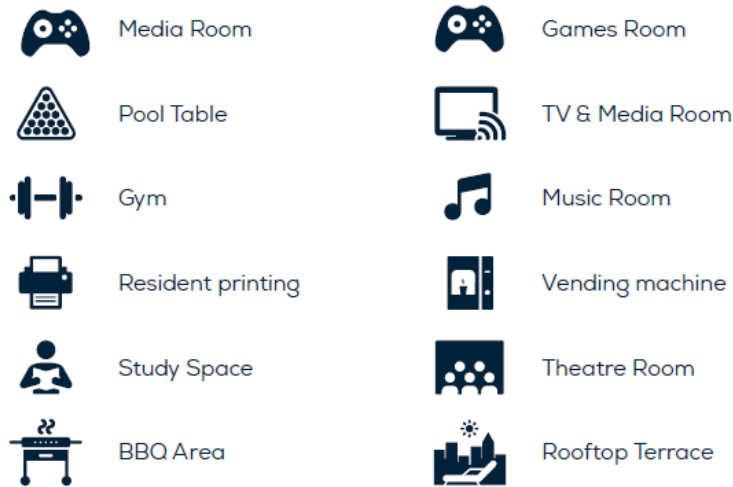 Media Room
Games Room
Pool Table
TV & Media Room
Gym
Music Room
Resident printing
Vending machine
Study Space
Theatre Room
BBQ Area
Rooftop Terrace